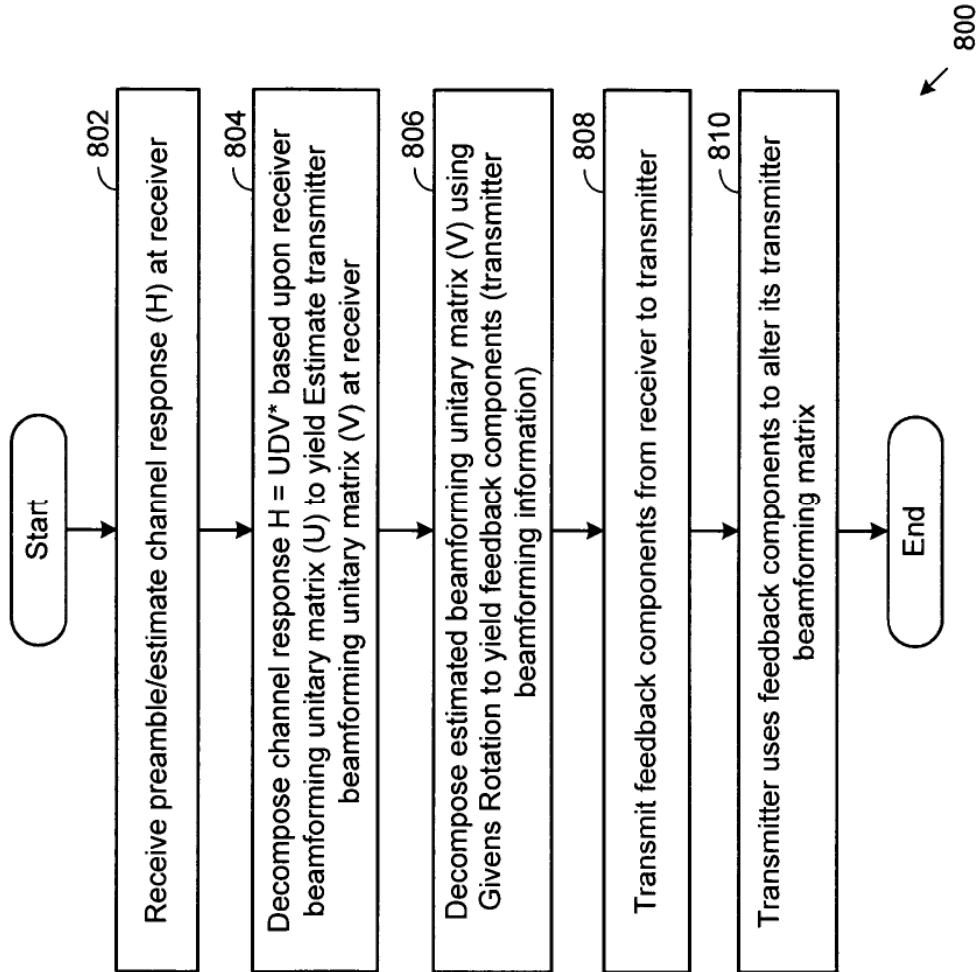 Start
802
Receive preamble/estimate channel response (H) at receiver
804
Decompose channel response H = UDV* based upon receiver
beamforming unitary matrix (U) to yield Estimate transmitter
beamforming unitary matrix (V) at receiver
806
Decompose estimated beamforming unitary matrix (V) using
Givens Rotation to yield feedback components (transmitter
beamforming information)
808
Transmit feedback components from receiver to transmitter
810
Transmitter uses feedback components to alter its transmitter
beamforming matrix
End
800